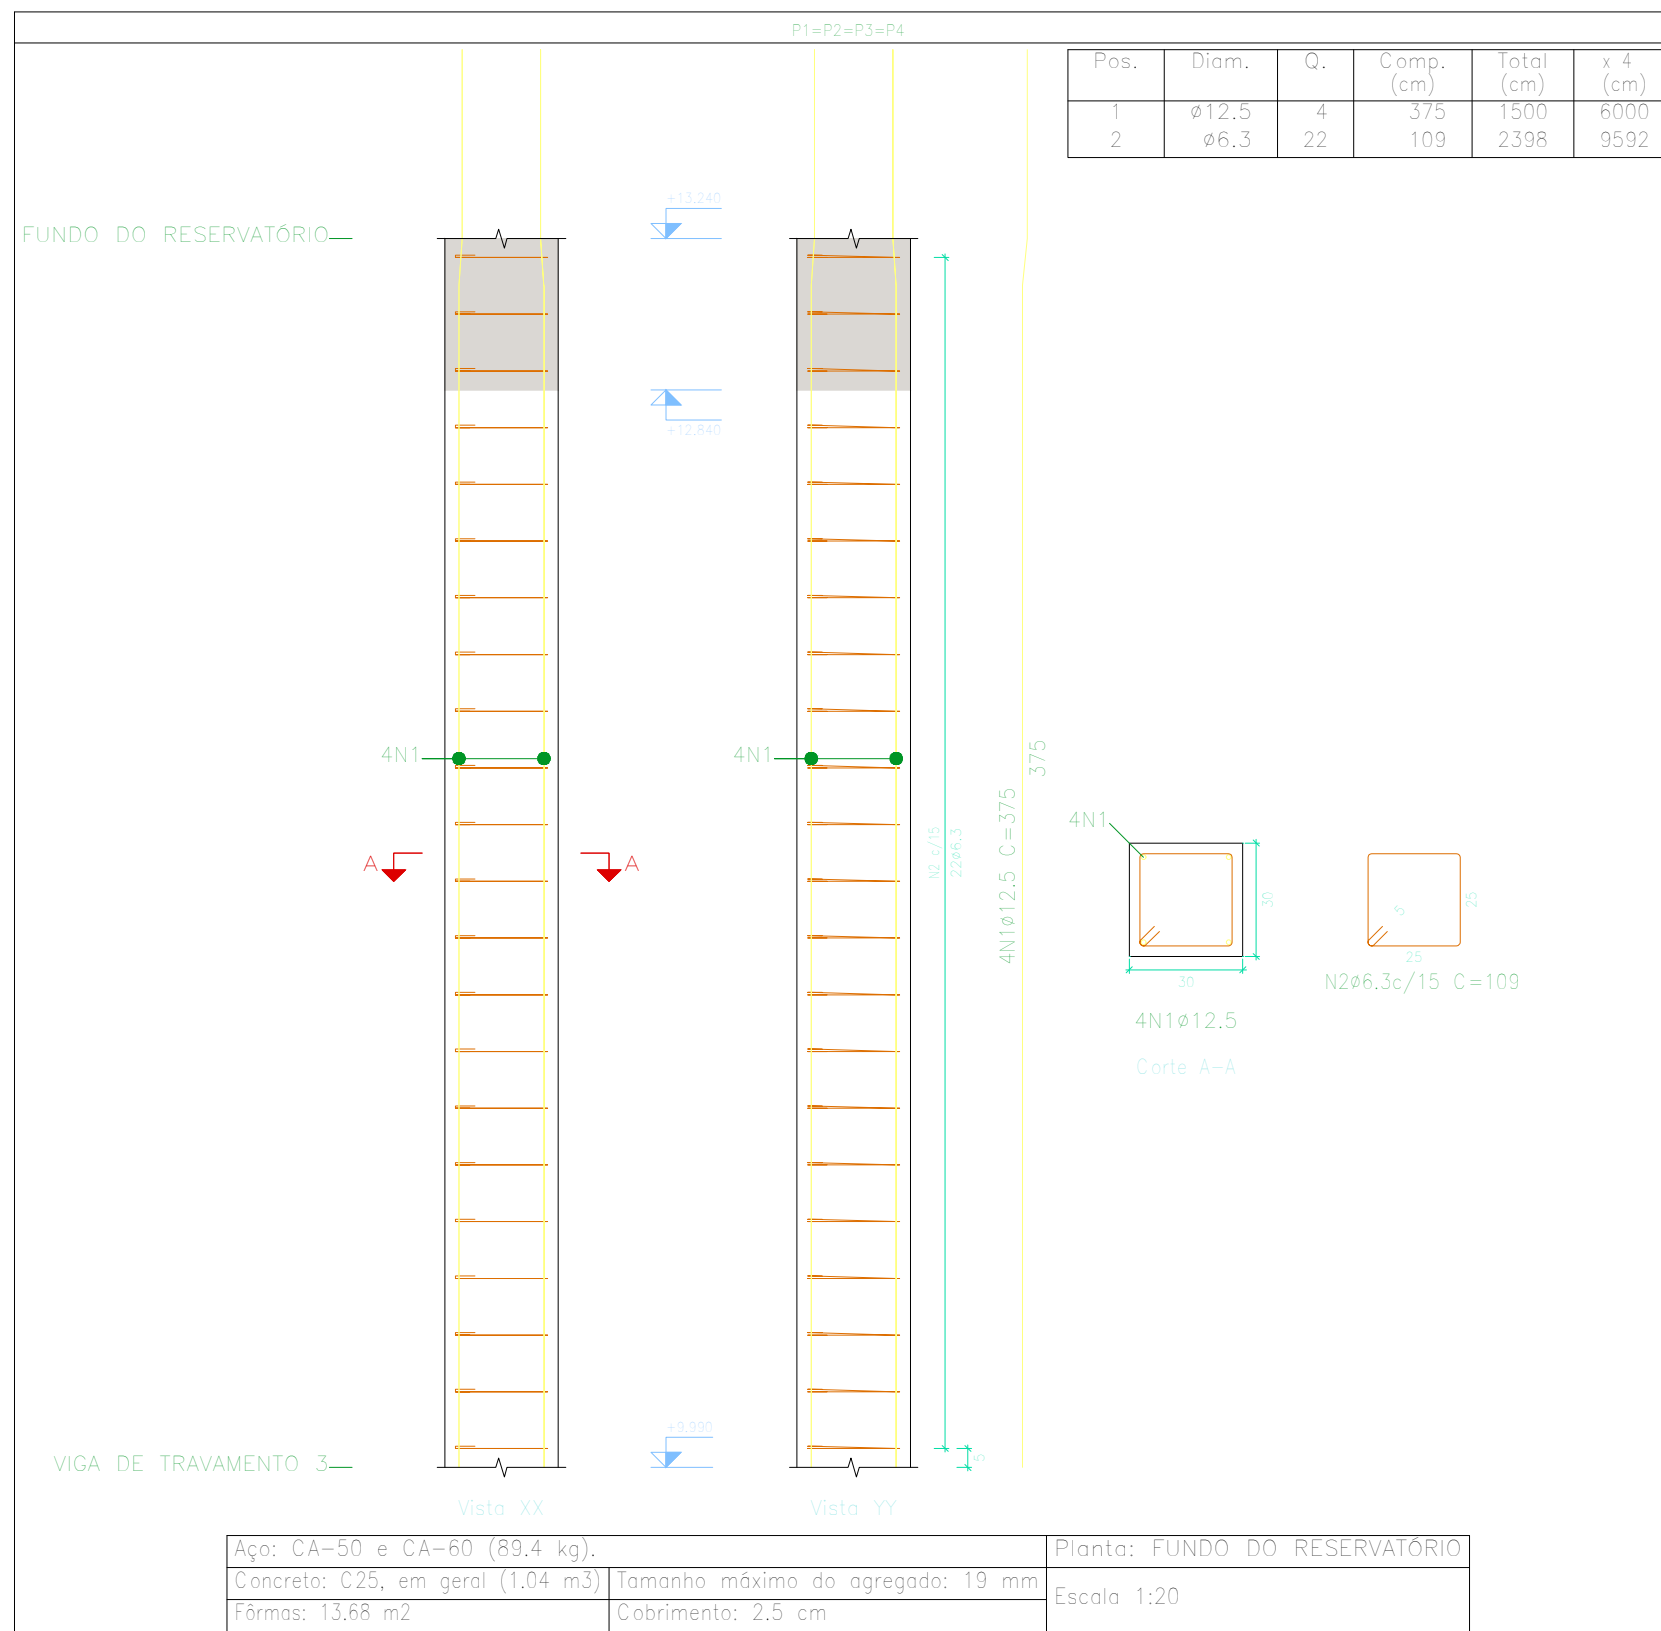 P1=P2=P3=P4
Pos. Diam. Q. Comp. (cm) Total (cm) x 4 (cm)
1 ø12.5 4 375 1500 6000
2 ø6.3 22 109 2398 9592
+13.240
FUNDO DO RESERVATÓRIO
+12.840
4N1
4N1
375
4N1ø12.5 C=375
N2 c/15
22ø6.3
A
A
4N1
30
30
4N1ø12.5
Corte A-A
5
25
25
N2ø6.3c/15 C=109
+9.990
5
VIGA DE TRAVAMENTO 3
Vista XX
Vista YY
Aço: CA-50 e CA-60 (89.4 kg).
Planta: FUNDO DO RESERVATÓRIO
Concreto: C25, em geral (1.04 m3)
Tamanho máximo do agregado: 19 mm
Escala 1:20
Fôrmas: 13.68 m2
Cobrimento: 2.5 cm